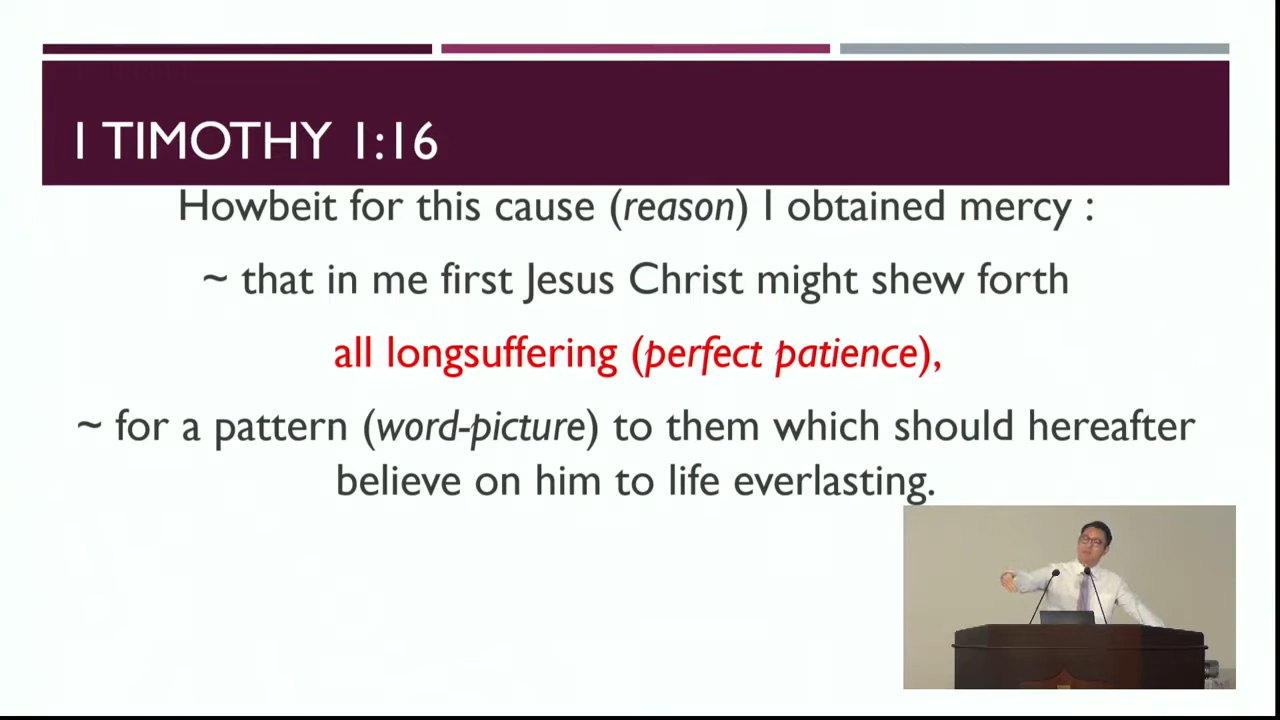 I TIMOTHY 1:16
Howbeit for this cause (reason) I obtained mercy :
~ that in me first Jesus Christ might shew forth
all longsuffering (perfect patience),
~ for a pattern (word-picture) to them which should hereafter
believe on him to life everlasting.